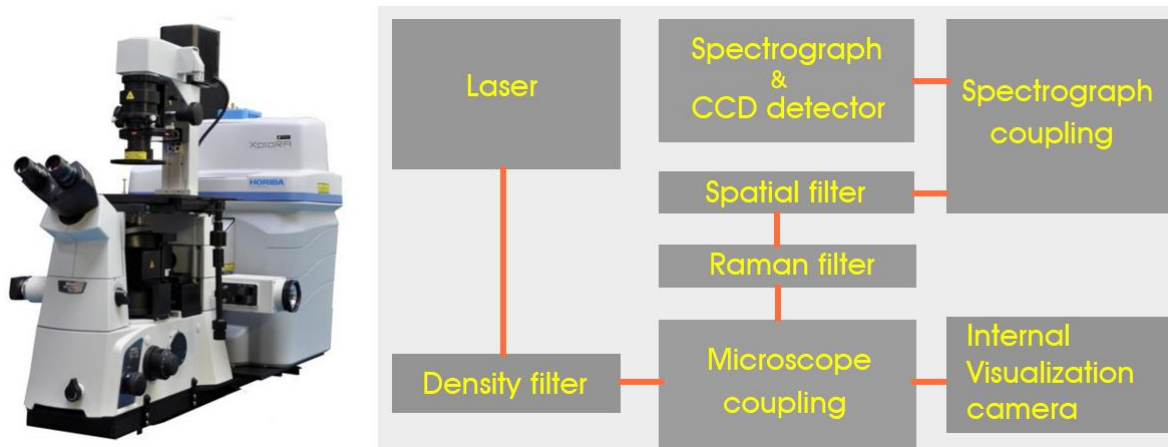 XploRA
HORIBA
Laser
Spectrograph
&
CCD detector
Spectrograph
coupling
Spatial filter
Raman filter
Density filter
Microscope
coupling
Internal
Visualization
camera